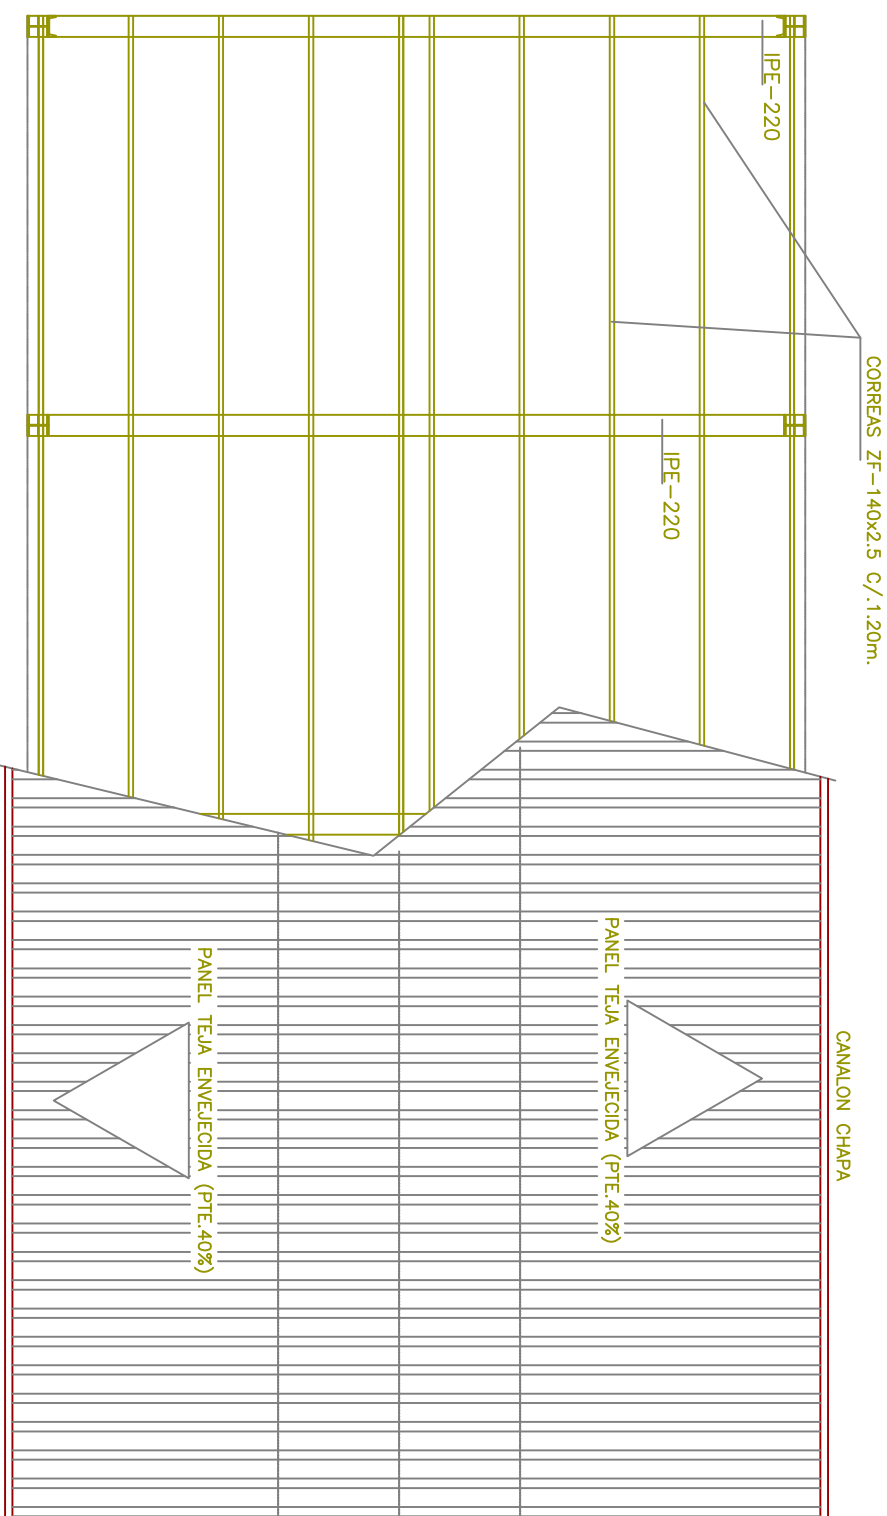 IPE-220
CORREAS ZF-140x2.5 C/.1.20m.
IPE-220
PANEL TEJA ENVEJECIDA (PTE.40%)
PANEL TEJA ENVEJECIDA (PTE.40%)
CANALON CHAPA